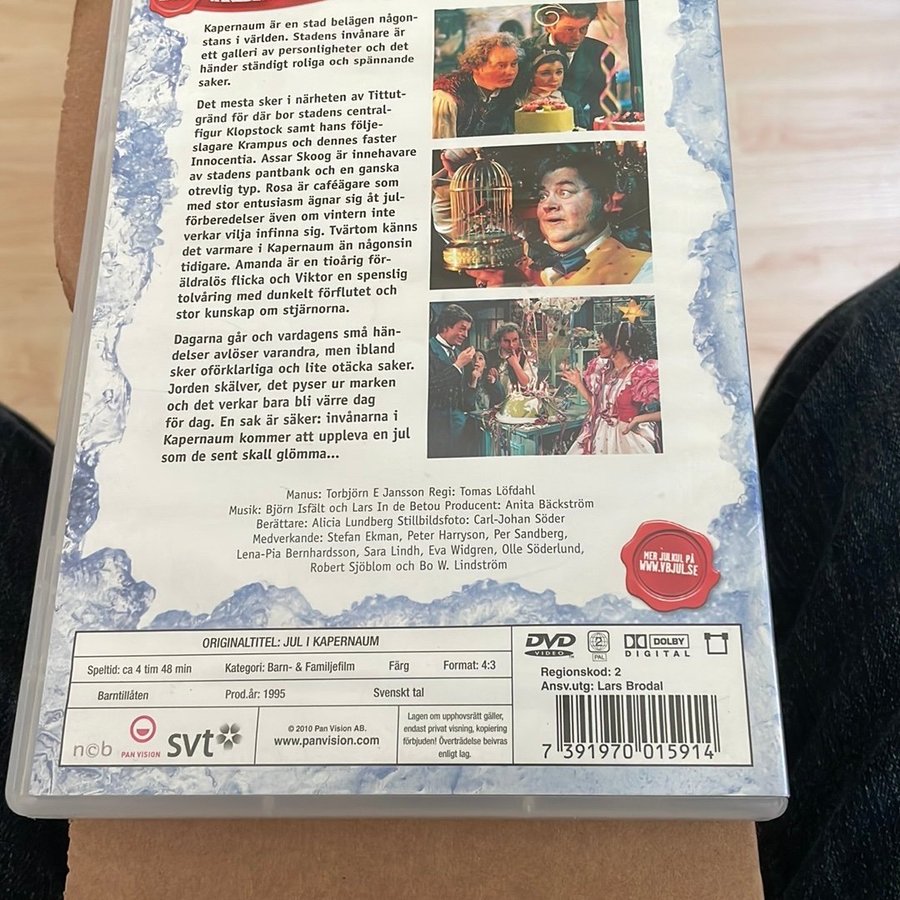 Kapernaum är en stad belägen någon-
stans i världen. Stadens invånare är
ett galleri av personligheter och det
händer ständigt roliga och spännande
saker.
Det mesta sker i närheten av Tittut-
gränd för där bor stadens central-
figur Klopstock samt hans följe-
slagare Krampus och dennes faster
Innocentia. Assar Skoog är innehavare
av stadens pantbank och en ganska
otrevlig typ. Rosa är caféägare som
med stor entusiasm ägnar sig åt jul-
förberedelser även om vintern inte
verkar vilja infinna sig. Tvärtom känns
det varmare i Kapernaum än någonsin
tidigare. Amanda är en tioårig för-
äldralös flicka och Viktor en spenslig
tolvåring med dunkelt förflutet och
stor kunskap om stjärnorna.
Dagarna går och vardagens små hän-
delser avlöser varandra, men ibland
sker oförklarliga och lite otäcka saker.
Jorden skälver, det pyser ur marken
och det verkar bara bli värre dag
för dag. En sak är säker: invånarna i
Kapernaum kommer att uppleva en jul
som de sent skall glömma...
Manus: Torbjörn E Jansson Regi: Tomas Löfdahl
Musik: Björn Isfält och Lars In de Betou Producent: Anita Bäckström
Berättare: Alicia Lundberg Stillbildsfoto: Carl-Johan Söder
Medverkande: Stefan Ekman, Peter Harryson, Per Sandberg,
Lena-Pia Bernhardsson, Sara Lindh, Eva Widgren, Olle Söderlund,
Robert Sjöblom och Bo W. Lindström
MER JULKUL PÅ
WWW.VBJUL.SE
ORIGINALTITEL: JUL I KAPERNAUM
Speltid: ca 4 tim 48 min Kategori: Barn- & Familjefilm Färg Format: 4:3
Barntillåten Prod.år: 1995 Svenskt tal
DVD
VIDEO
2
PAL
DOLBY
DIGITAL
Regionskod: 2
Ansv.utg: Lars Brodal
n©b
PAN VISION
svt
© 2010 Pan Vision AB.
www.panvision.com
Lagen om upphovsrätt gäller,
endast privat visning, kopiering
förbjuden! Överträdelse beivras
enligt lag.
7 391970 015914